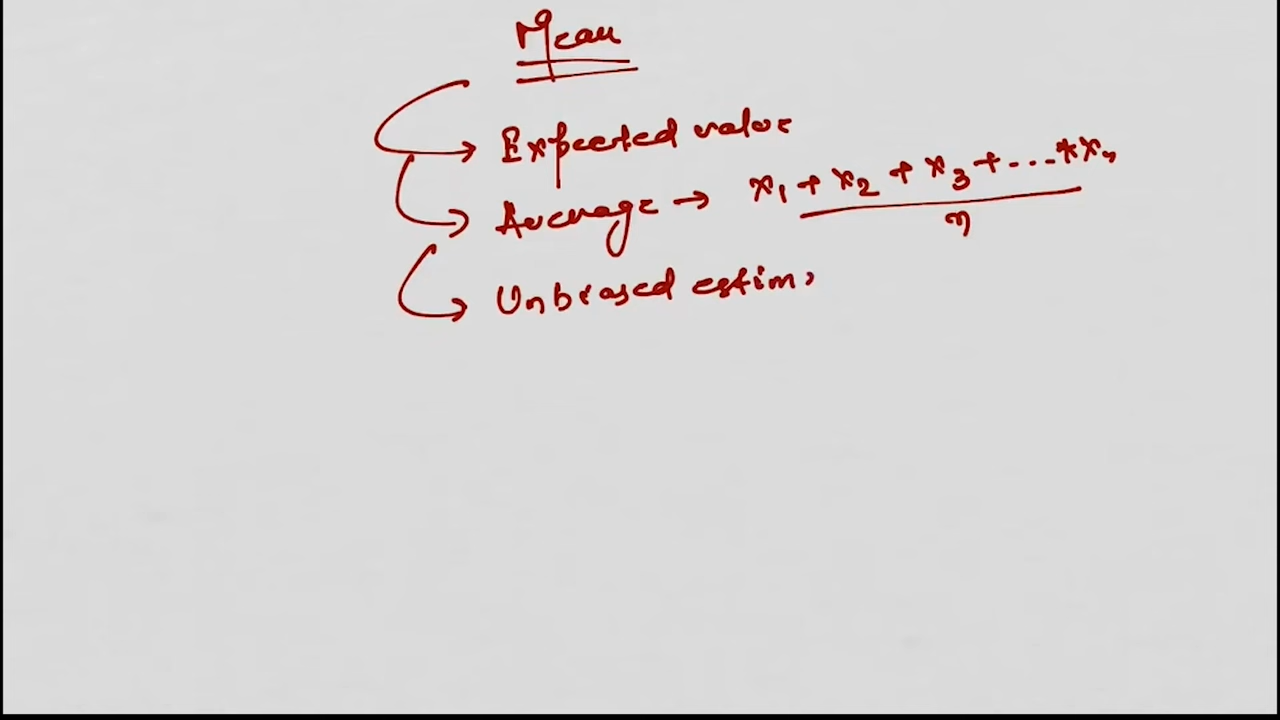 Mean
Expected value
Average → x₁ + x₂ + x₃ + ... + xₙ
n
Unbiased estim